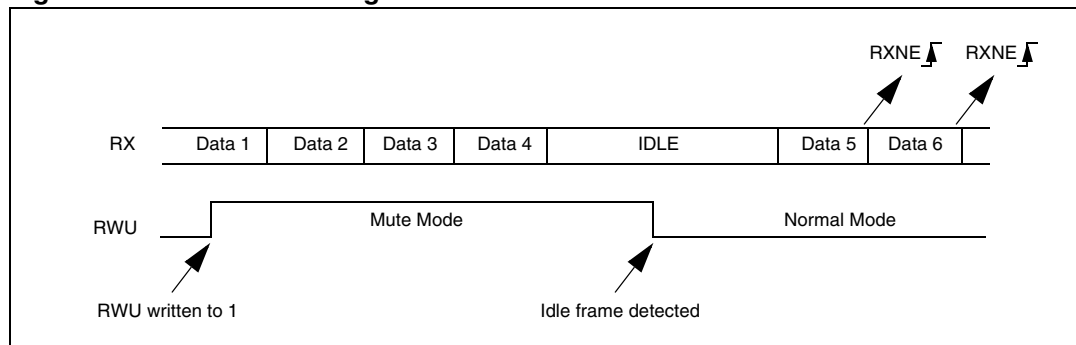 RXNE RXNE
RX Data 1 Data 2 Data 3 Data 4 IDLE Data 5 Data 6
RWU Mute Mode Normal Mode
RWU written to 1 Idle frame detected